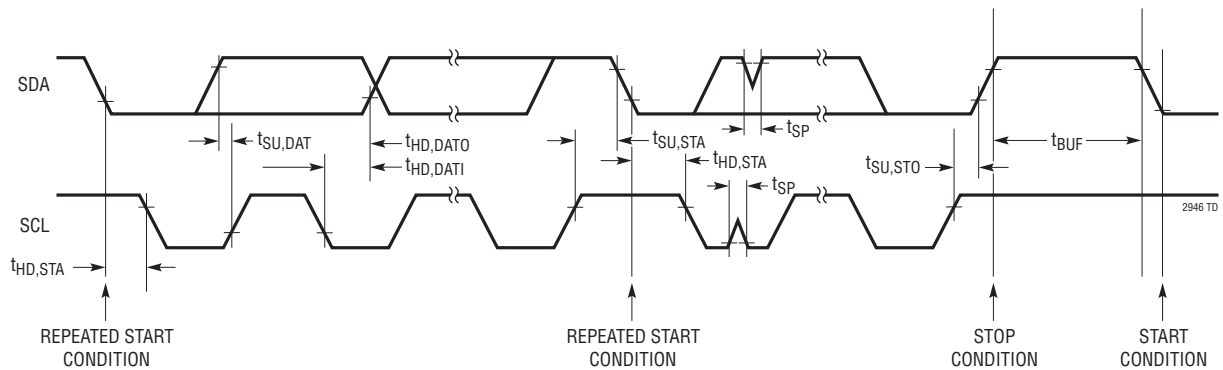 SDA
tSU,DAT
tHD,DATO
tHD,DATI
tSU,STA
tHD,STA
tSP
tSP
tSU,STO
tBUF
2946 TD
SCL
tHD,STA
REPEATED START
CONDITION
REPEATED START
CONDITION
STOP
CONDITION
START
CONDITION